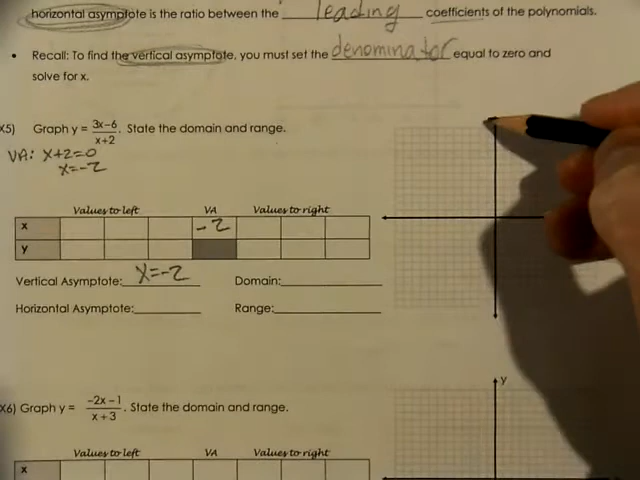 horizontal asymptote is the ratio between the leading coefficients of the polynomials.
• Recall: To find the vertical asymptote, you must set the denominator equal to zero and
solve for x.
X5) Graph y = 3x-6/x+2. State the domain and range.
VA: x+2=0
x=-2
Values to left VA Values to right
x -2
y
Vertical Asymptote: x=-2 Domain:
Horizontal Asymptote: Range:
y
X6) Graph y = -2x-1/x+3. State the domain and range.
Values to left VA Values to right
x